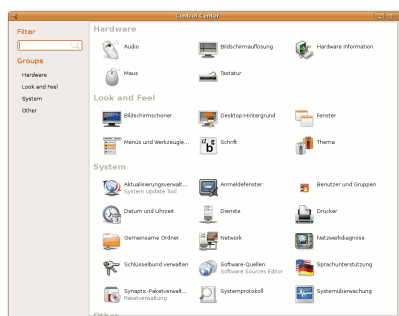 Control Center
Filter
Groups
Hardware
Look and Feel
System
Other
Hardware
Audio
Bildschirmauflösung
Hardware Information
Maus
Tastatur
Look and Feel
Bildschirmschoner
Desktop-Hintergrund
Fenster
Menüs und Werkzeugle...
Schrift
Thema
System
Aktualisierungsverwalt...
System Update Tool
Anmeldefenster
Benutzer und Gruppen
Datum und Uhrzeit
Dienste
Drucker
Gemeinsame Ordner
Network
Netzwerkdiagnose
Schlüsselbund verwalten
Software-Quellen
Software Sources Editor
Sprachunterstützung
Synaptic-Paketverwalt...
Paketverwaltung
Systemprotokoll
Systemüberwachung
Other